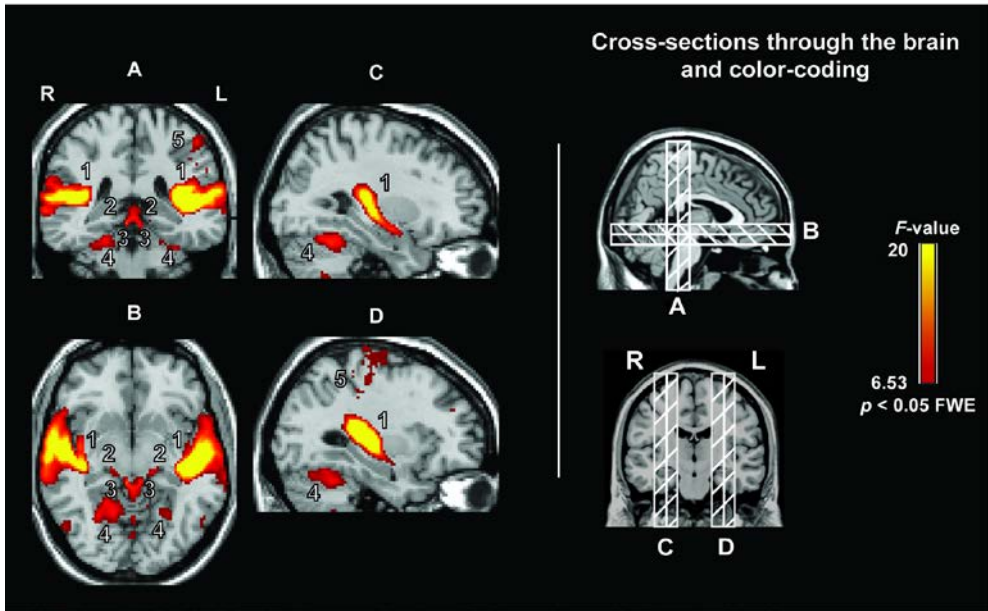 Cross-sections through the brain
and color-coding
A
R L
5
1 1
2 2
3 3
4 4
C
1
4
B
1 1
2 2
3 3
4 4
D
5
1
4
B
A
R L
C D
F-value
20
6.53
p < 0.05 FWE